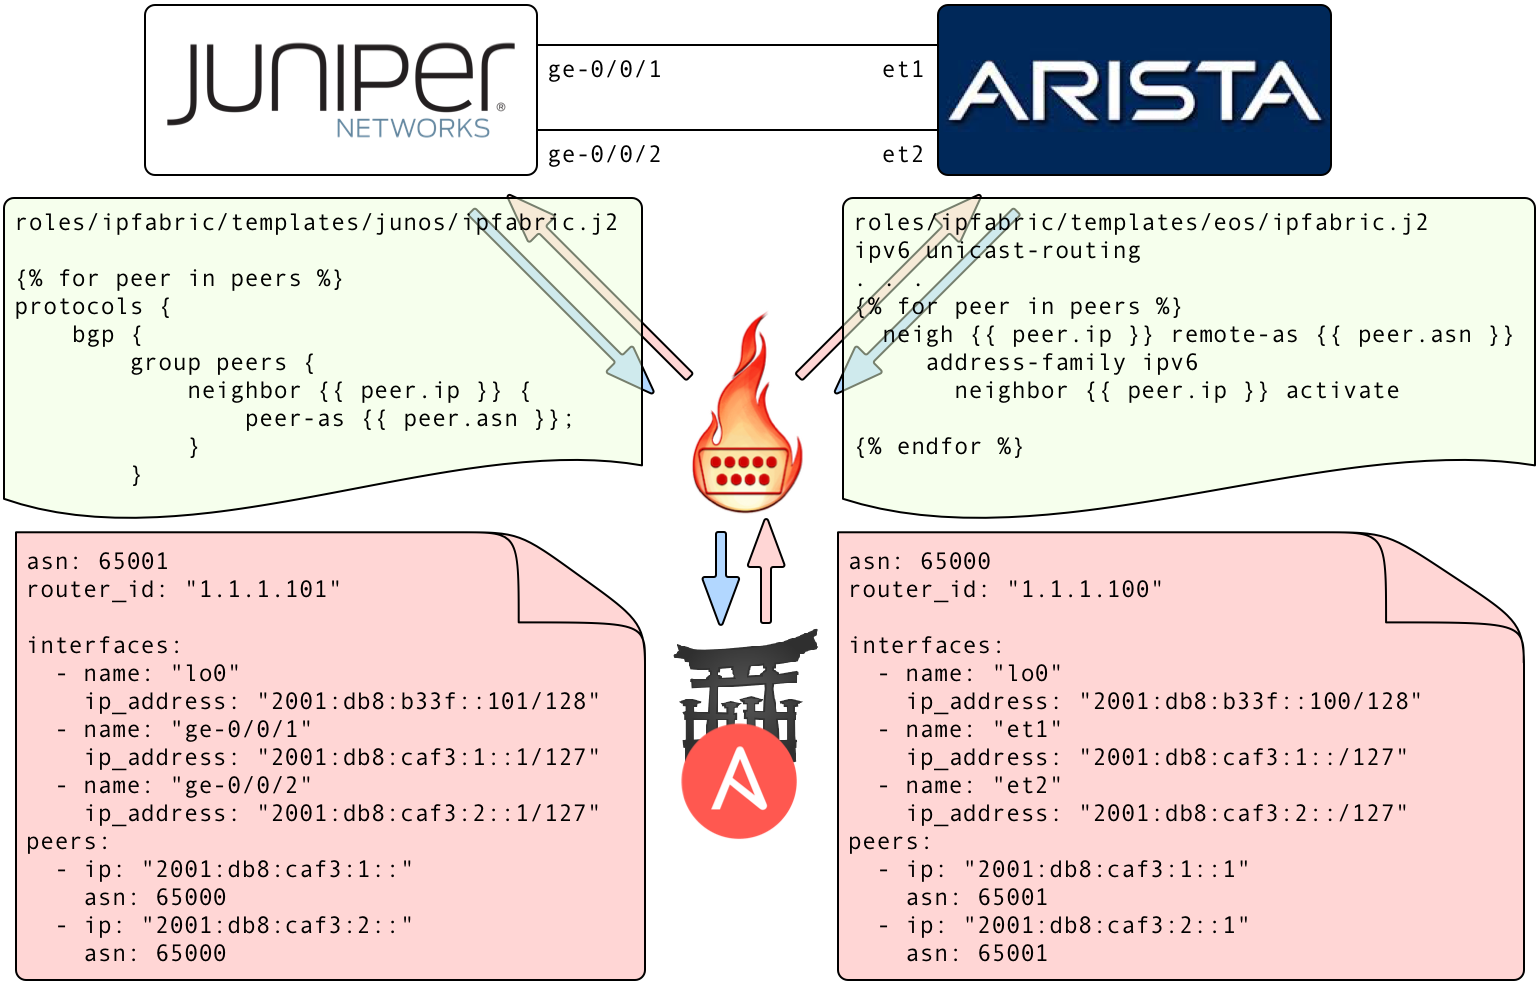 JUNIPER
NETWORKS
®
ge-0/0/1
et1
ge-0/0/2
et2
ARISTA
roles/ipfabric/templates/junos/ipfabric.j2
{% for peer in peers %}
protocols {
    bgp {
        group peers {
            neighbor {{ peer.ip }} {
                peer-as {{ peer.asn }};
            }
        }
roles/ipfabric/templates/eos/ipfabric.j2
ipv6 unicast-routing
. . .
{% for peer in peers %}
  neigh {{ peer.ip }} remote-as {{ peer.asn }}
     address-family ipv6
       neighbor {{ peer.ip }} activate
{% endfor %}
asn: 65001
router_id: "1.1.1.101"
interfaces:
  - name: "lo0"
    ip_address: "2001:db8:b33f::101/128"
  - name: "ge-0/0/1"
    ip_address: "2001:db8:caf3:1::1/127"
  - name: "ge-0/0/2"
    ip_address: "2001:db8:caf3:2::1/127"
peers:
  - ip: "2001:db8:caf3:1::"
    asn: 65000
  - ip: "2001:db8:caf3:2::"
    asn: 65000
asn: 65000
router_id: "1.1.1.100"
interfaces:
  - name: "lo0"
    ip_address: "2001:db8:b33f::100/128"
  - name: "et1"
    ip_address: "2001:db8:caf3:1::/127"
  - name: "et2"
    ip_address: "2001:db8:caf3:2::/127"
peers:
  - ip: "2001:db8:caf3:1::1"
    asn: 65001
  - ip: "2001:db8:caf3:2::1"
    asn: 65001